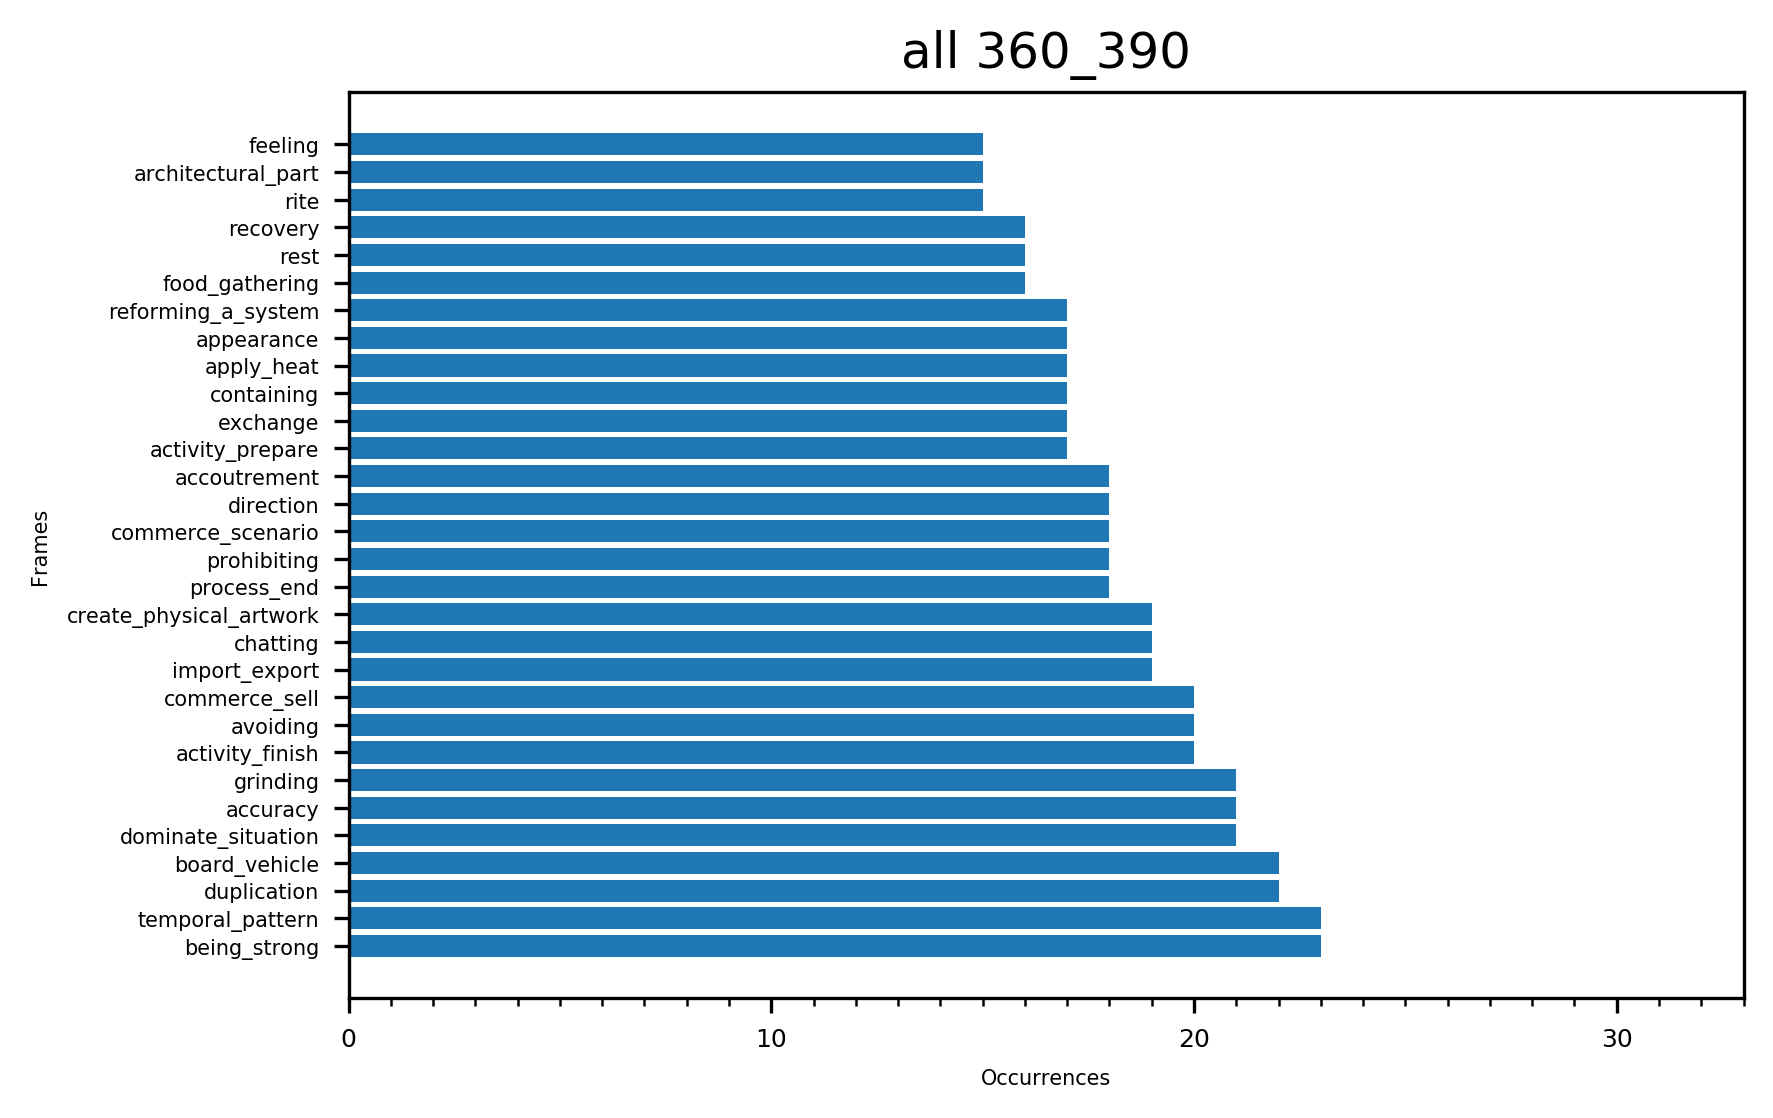 all 360_390
feeling
architectural_part
rite
recovery
rest
food_gathering
reforming_a_system
appearance
apply_heat
containing
exchange
activity_prepare
accoutrement
direction
commerce_scenario
prohibiting
process_end
create_physical_artwork
chatting
import_export
commerce_sell
avoiding
activity_finish
grinding
accuracy
dominate_situation
board_vehicle
duplication
temporal_pattern
being_strong
Frames
0 10 20 30
Occurrences